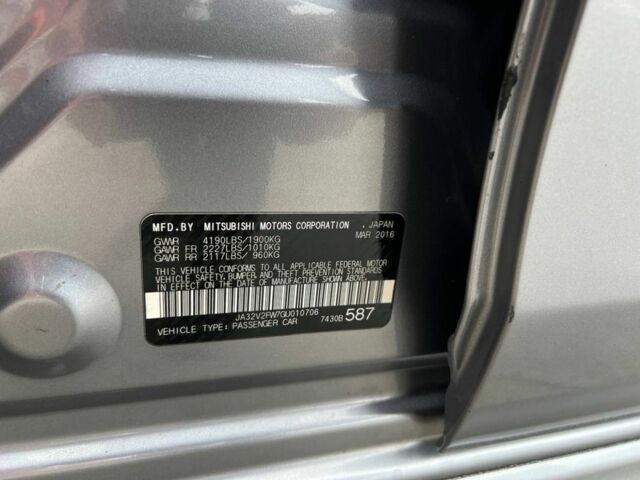 MFD.BY MITSUBISHI MOTORS CORPORATION , JAPAN
GVWR 4190LBS/1900KG MAR 2016
GAWR FR 2227LBS/1010KG
GAWR RR 2117LBS/ 960KG
THIS VEHICLE CONFORMS TO ALL APPLICABLE FEDERAL MOTOR
VEHICLE SAFETY, BUMPER, AND THEFT PREVENTION STANDARDS
IN EFFECT ON THE DATE OF MANUFACTURE SHOWN ABOVE.
JA32V2FW7GU010706
VEHICLE TYPE: PASSENGER CAR 7430B 587